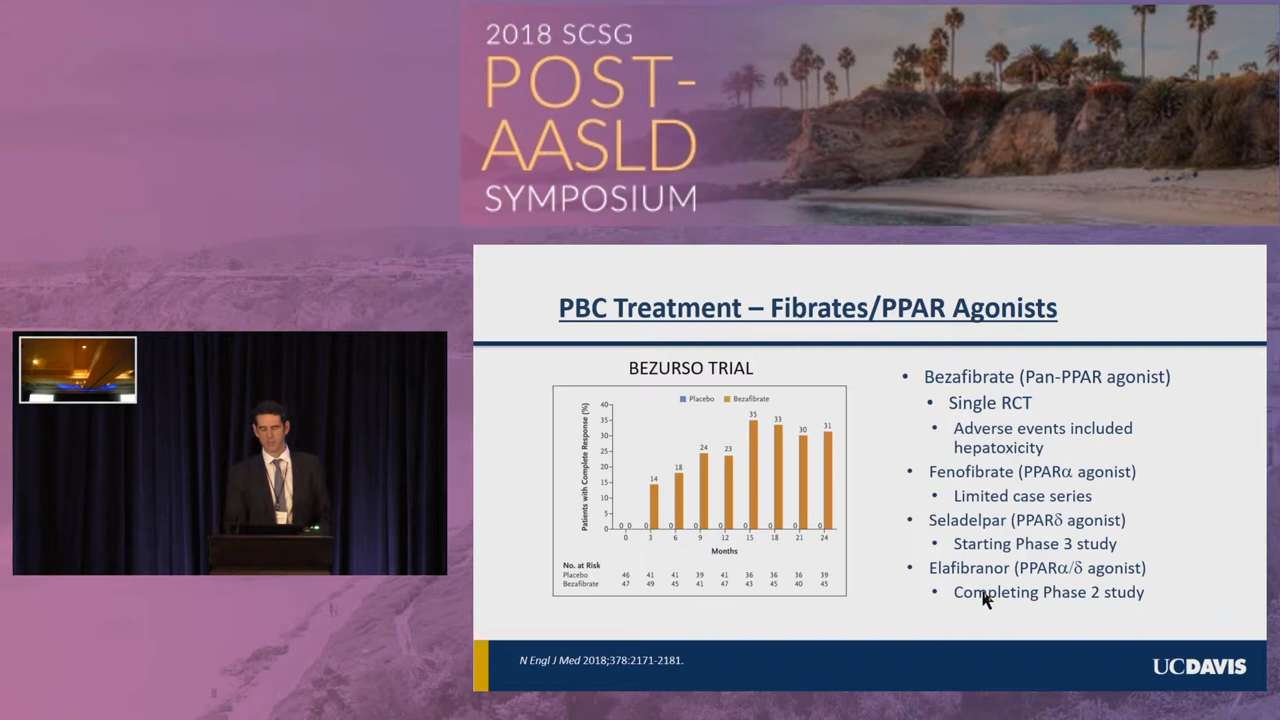 2018 SCSG
POST-
AASLD
SYMPOSIUM
PBC Treatment – Fibrates/PPAR Agonists
BEZURSO TRIAL
Placebo Bezafibrate
Patients with Complete Response (%)
40
35
30
25
20
15
10
5
0
0 0 0 14 0 18 0 24 0 23 0 35 0 33 0 30 0 31
0 3 6 9 12 15 18 21 24
Months
No. at Risk
Placebo 46 41 41 39 41 36 36 36 39
Bezafibrate 47 49 45 41 47 43 45 40 45
• Bezafibrate (Pan-PPAR agonist)
• Single RCT
• Adverse events included
hepatoxicity
• Fenofibrate (PPARα agonist)
• Limited case series
• Seladelpar (PPARδ agonist)
• Starting Phase 3 study
• Elafibranor (PPARα/δ agonist)
• Completing Phase 2 study
N Engl J Med 2018;378:2171-2181.
UCDAVIS